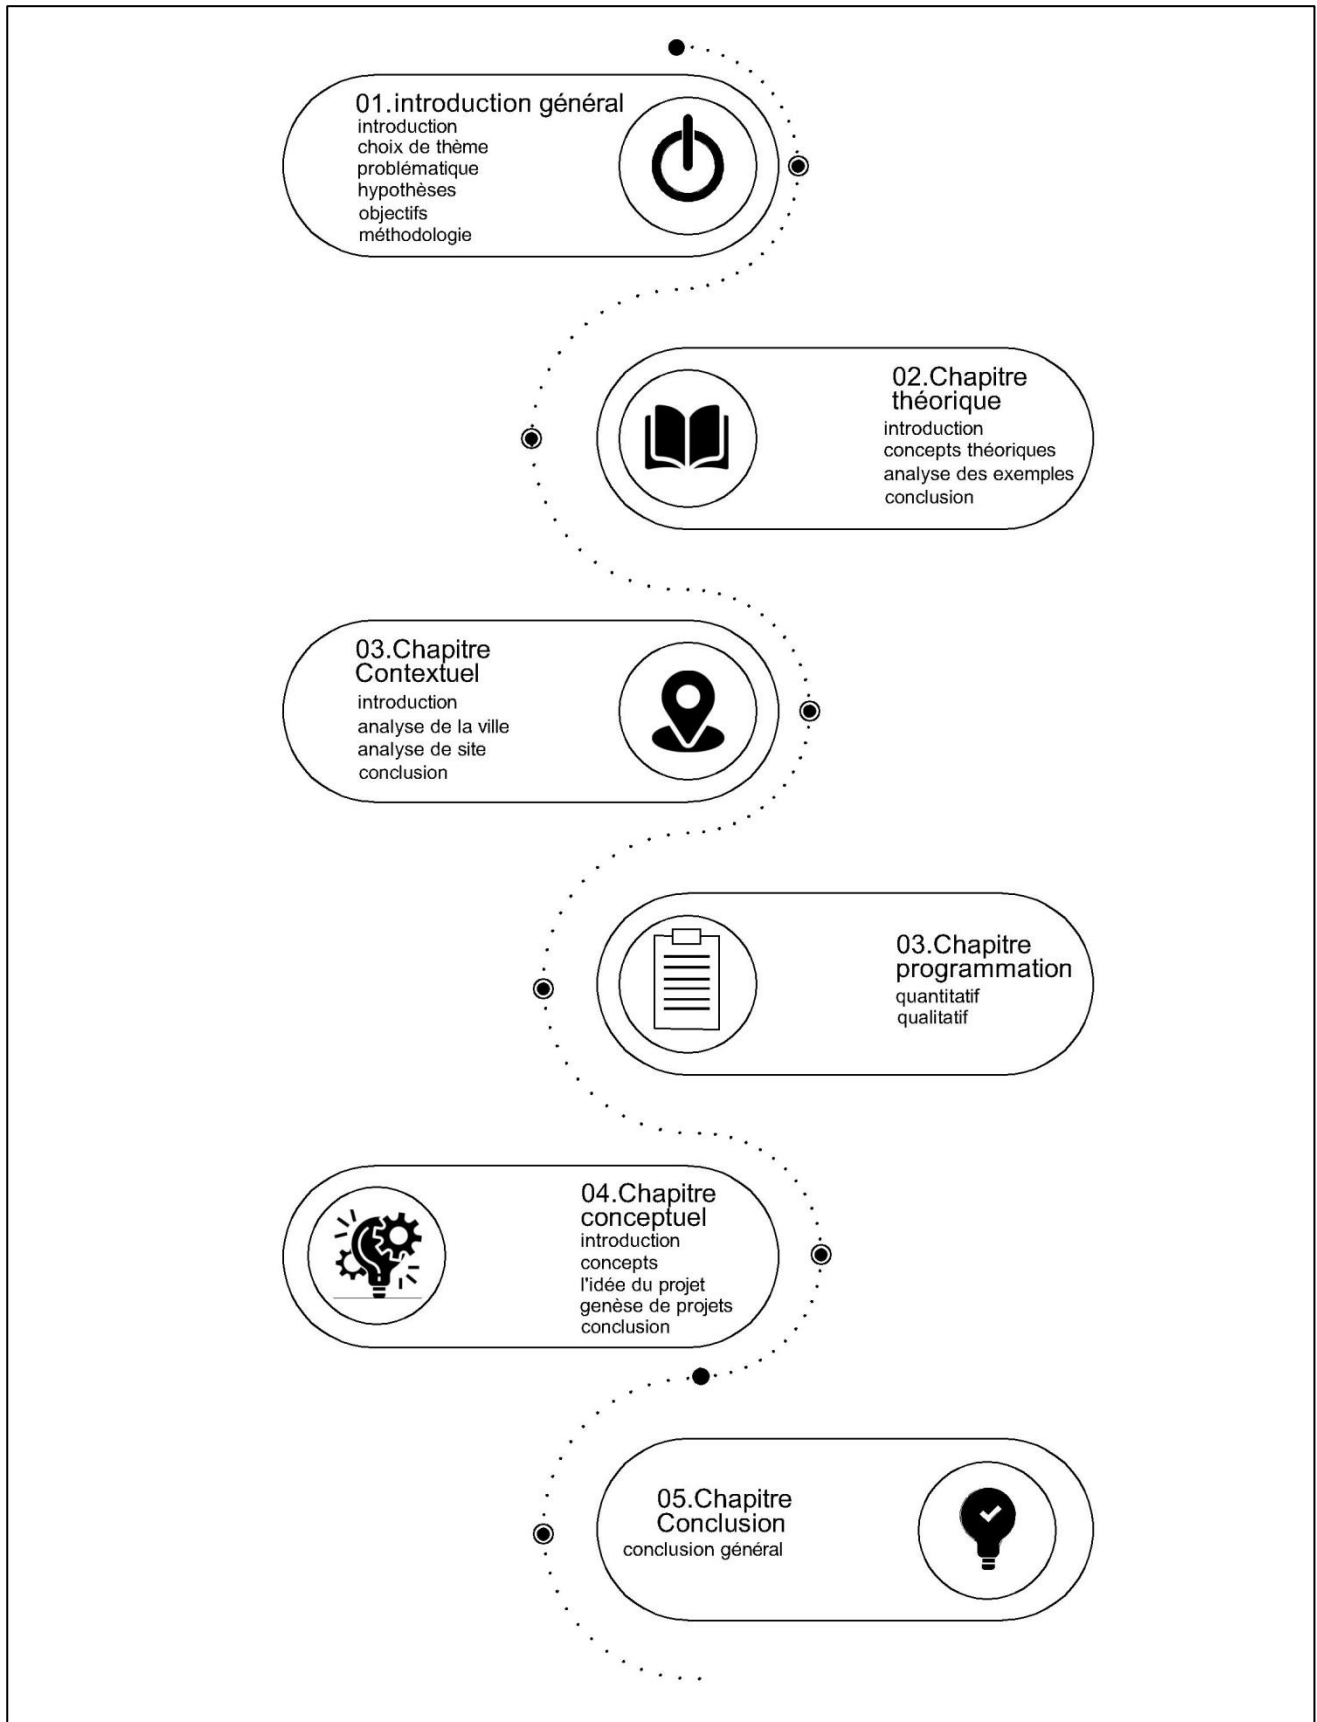 01.introduction général
introduction
choix de thème
problématique
hypothèses
objectifs
méthodologie
02.Chapitre
théorique
introduction
concepts théoriques
analyse des exemples
conclusion
03.Chapitre
Contextuel
introduction
analyse de la ville
analyse de site
conclusion
03.Chapitre
programmation
quantitatif
qualitatif
04.Chapitre
conceptuel
introduction
concepts
l'idée du projet
genèse de projets
conclusion
05.Chapitre
Conclusion
conclusion général